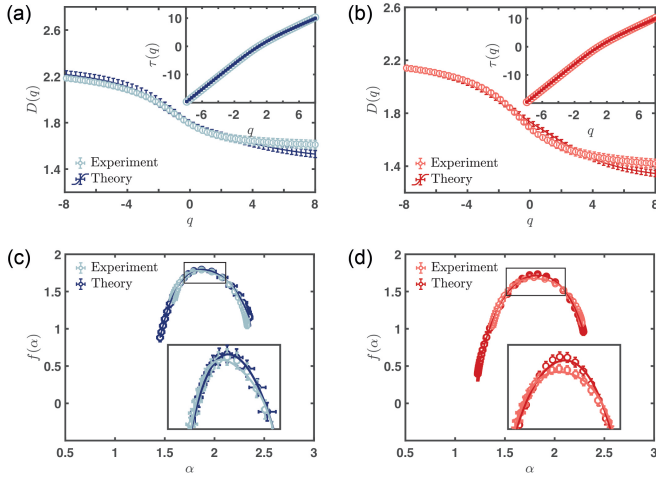 (a)
2.6
2.2
1.8
1.4
D(q)
-8
-4
0
4
8
q
Experiment
Theory
10
0
-10
τ(q)
-6
-2
2
6
q
(b)
2.6
2.2
1.8
1.4
D(q)
-8
-4
0
4
8
q
Experiment
Theory
10
0
-10
τ(q)
-6
-2
2
6
q
(c)
2
1.5
1
0.5
0
f(α)
0.5
1
1.5
2
2.5
3
α
Experiment
Theory
(d)
2
1.5
1
0.5
0
f(α)
0.5
1
1.5
2
2.5
3
α
Experiment
Theory